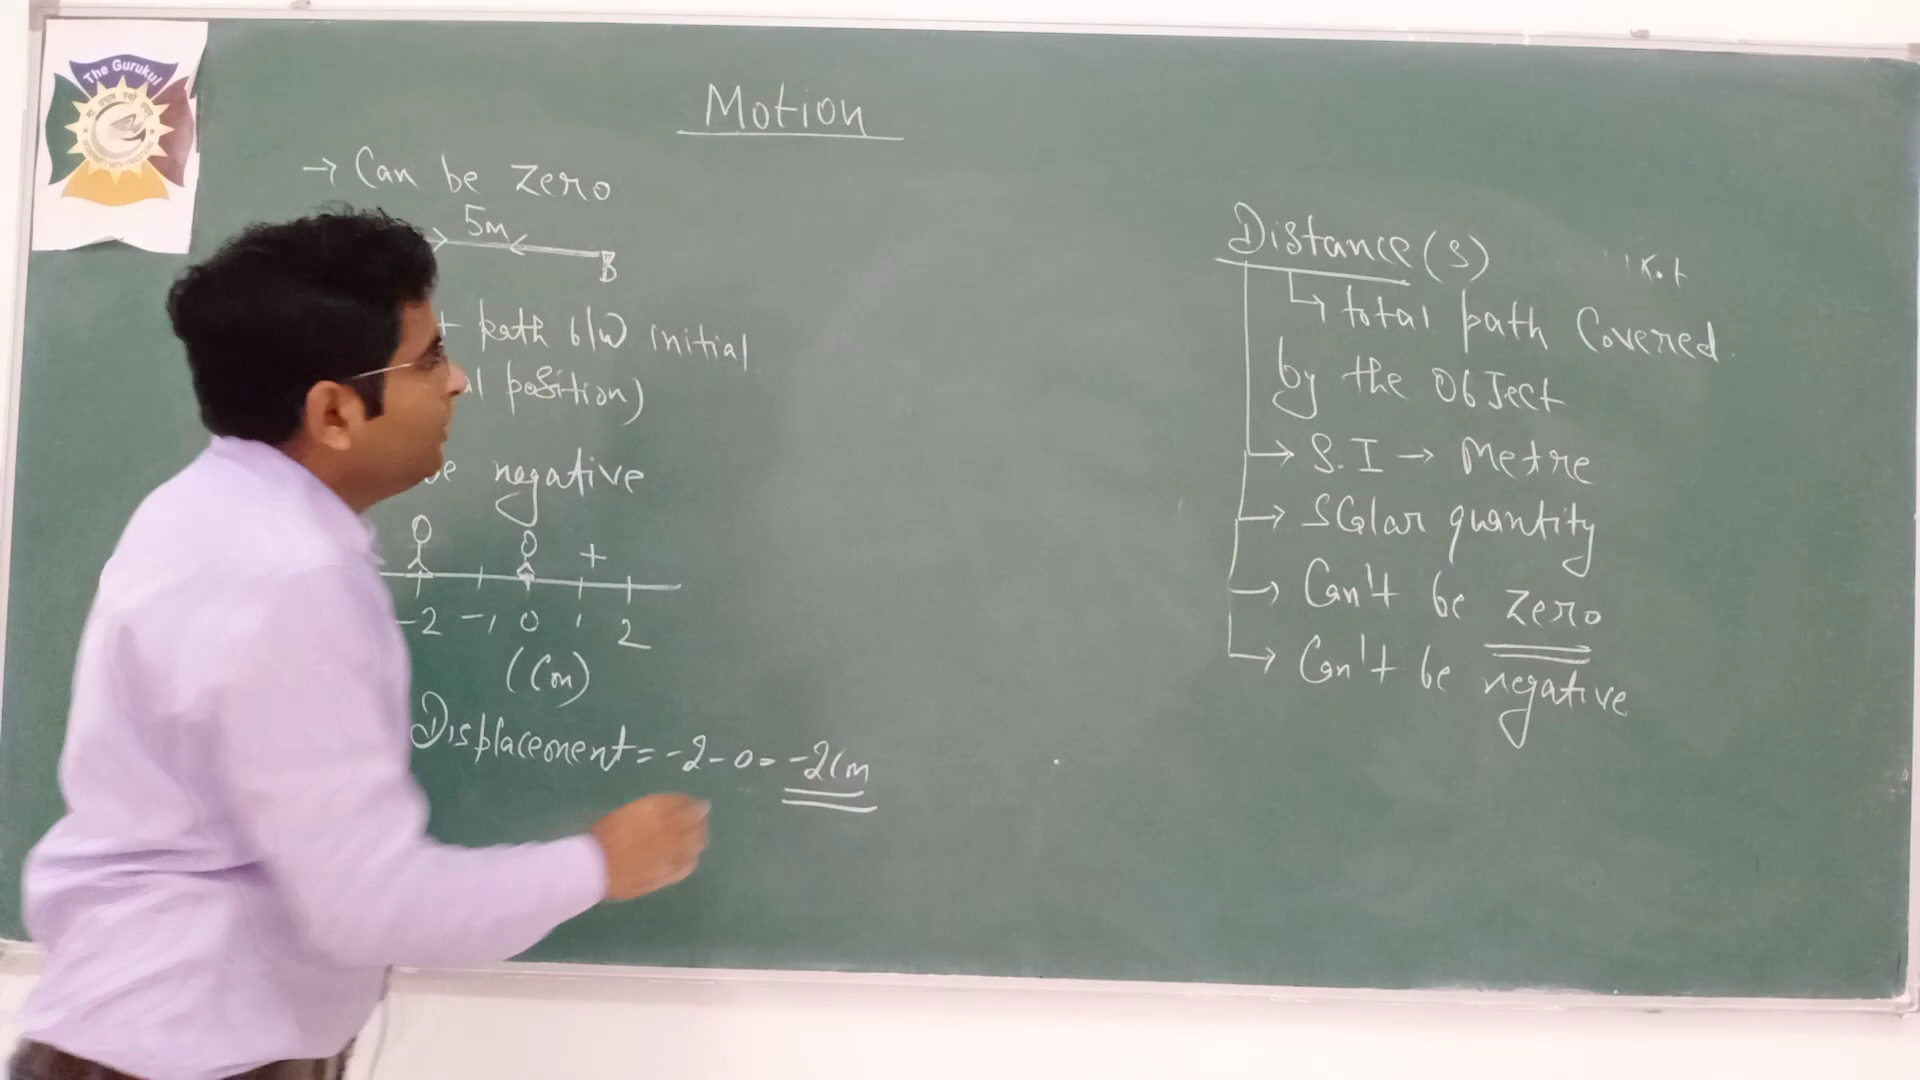 The Gurukul
Motion
→ Can be zero
5m
B
path b/w initial
position)
negative
+
-2 -1 0 1 2
(Cm)
Displacement = -2-0= -2Cm
Distance (s)
↳ total path Covered
by the ObJect
→ S.I → Metre
→ SCalar quantity
→ Can't be zero
→ Can't be negative